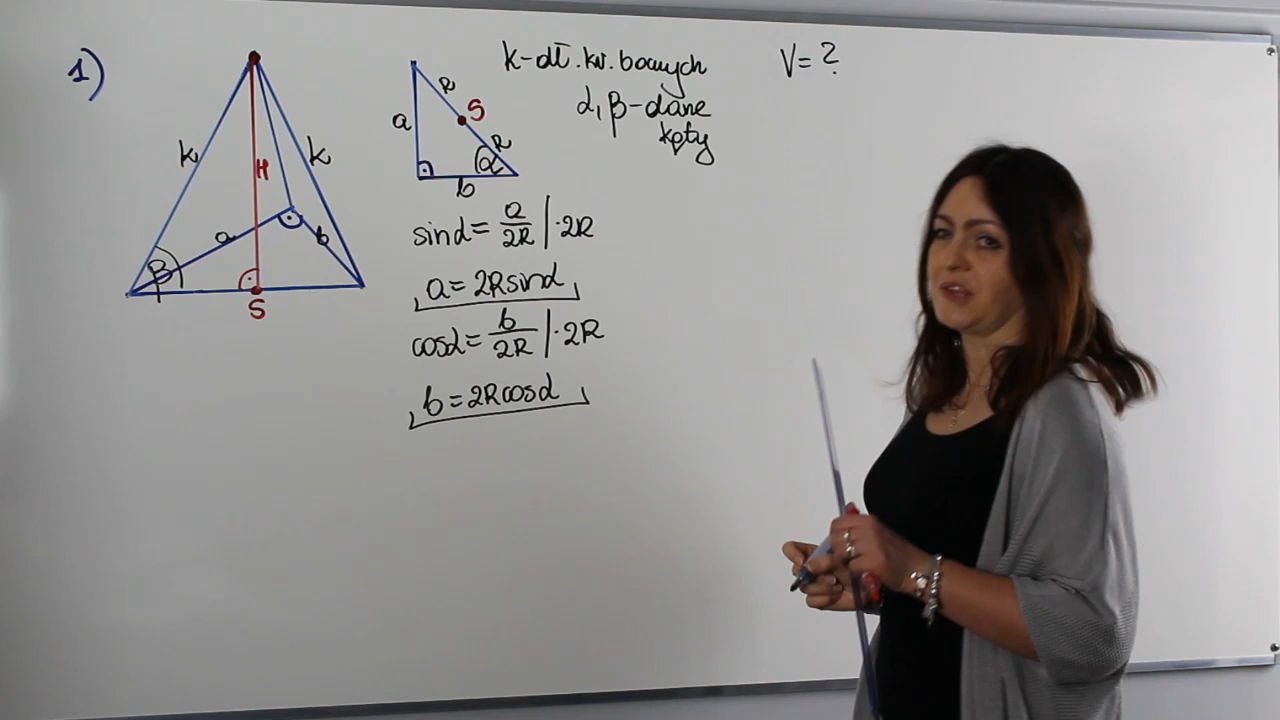 1)
k
k
H
a
b
β
S
a
R
S
R
α
b
k-dł. kr. bocznych
α, β-dane
kąty
V = ?
sinα = a/2R |·2R
a = 2Rsinα
cosα = b/2R |·2R
b = 2Rcosα